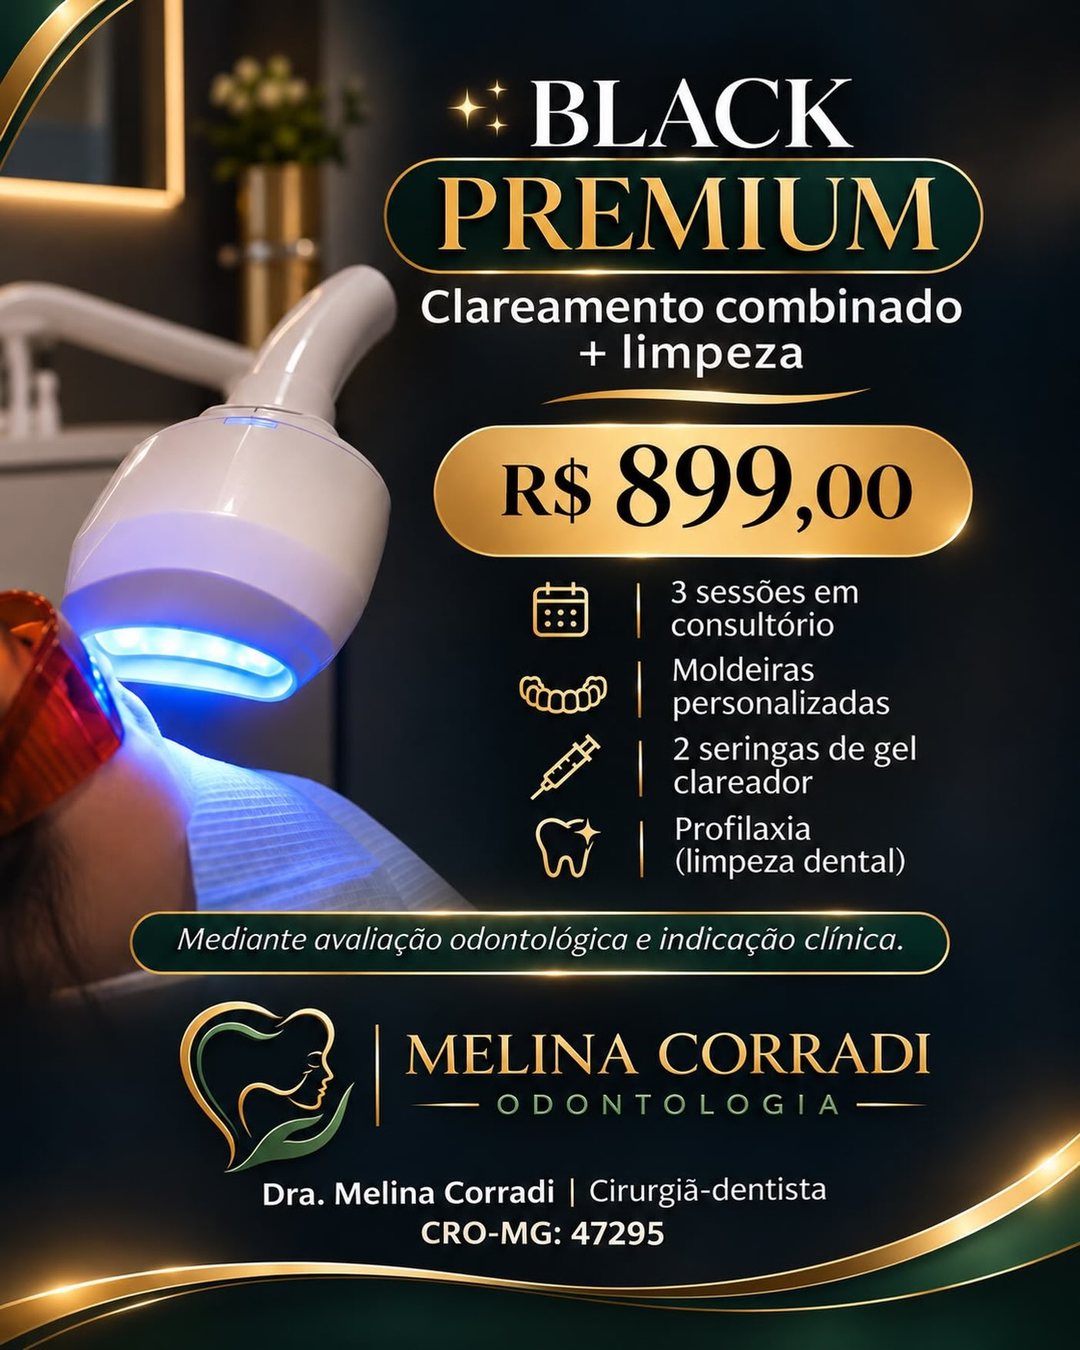 BLACK
PREMIUM
Clareamento combinado
+ limpeza
R$ 899,00
3 sessões em
consultório
Moldeiras
personalizadas
2 seringas de gel
clareador
Profilaxia
(limpeza dental)
Mediante avaliação odontológica e indicação clínica.
MELINA CORRADI
ODONTOLOGIA
Dra. Melina Corradi | Cirurgiã-dentista
CRO-MG: 47295